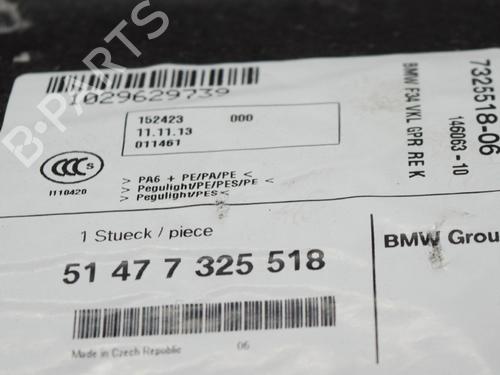 1029629739
152423 000
11.11.13
011461
CCC S
I110420
> PA6 + PE/PA/PE <
> Pegulight/PE/PES/PE <
> Pegulight/PES <
7325518-06
146063-10
BMW F34 VKL GPR RE K
1 Stueck / piece
51 47 7 325 518
BMW Grou
Made in Czech Republic 06
B-PARTS